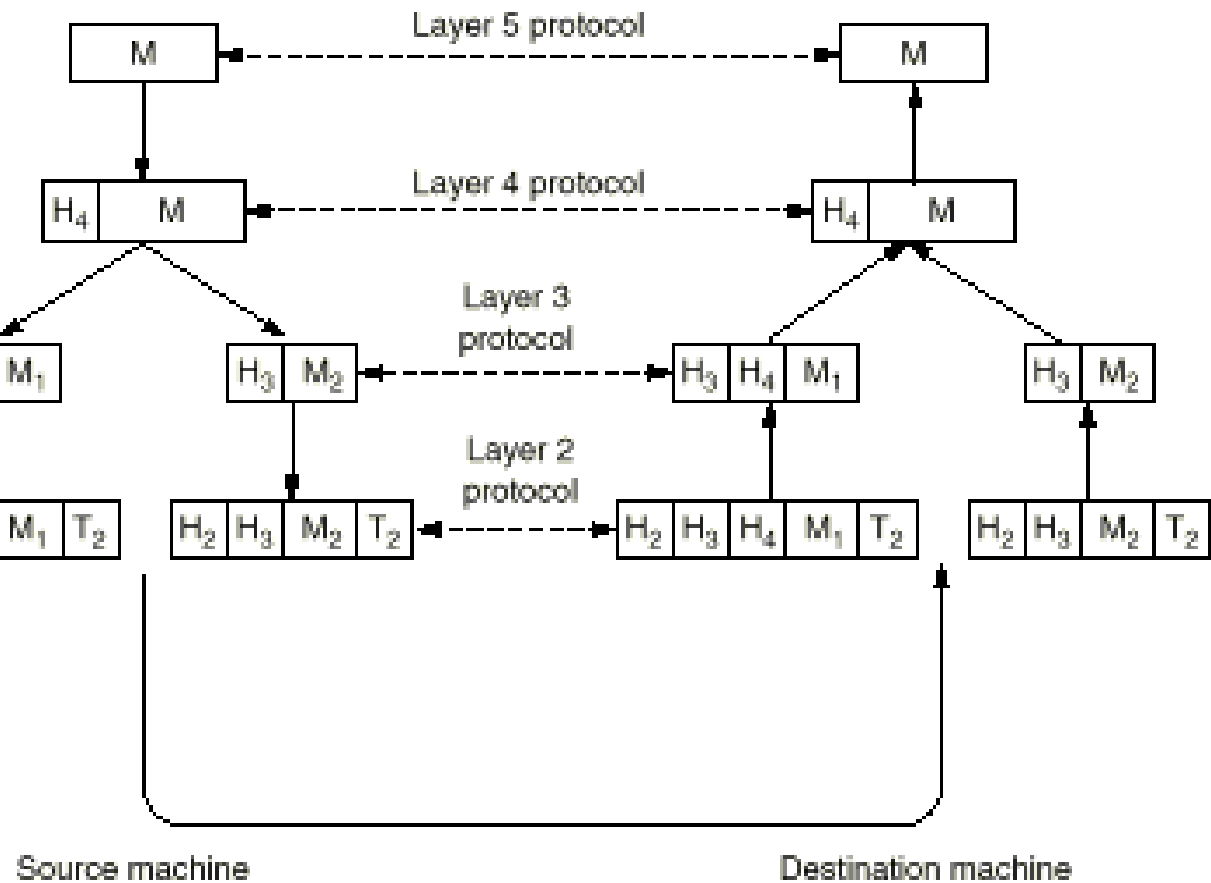 Layer 5 protocol
M M
Layer 4 protocol
H₄ M H₄ M
Layer 3
protocol
M₁ H₃ M₂ H₃ H₄ M₁ H₃ M₂
Layer 2
protocol
M₁ T₂ H₂ H₃ M₂ T₂ H₂ H₃ H₄ M₁ T₂ H₂ H₃ M₂ T₂
Source machine Destination machine